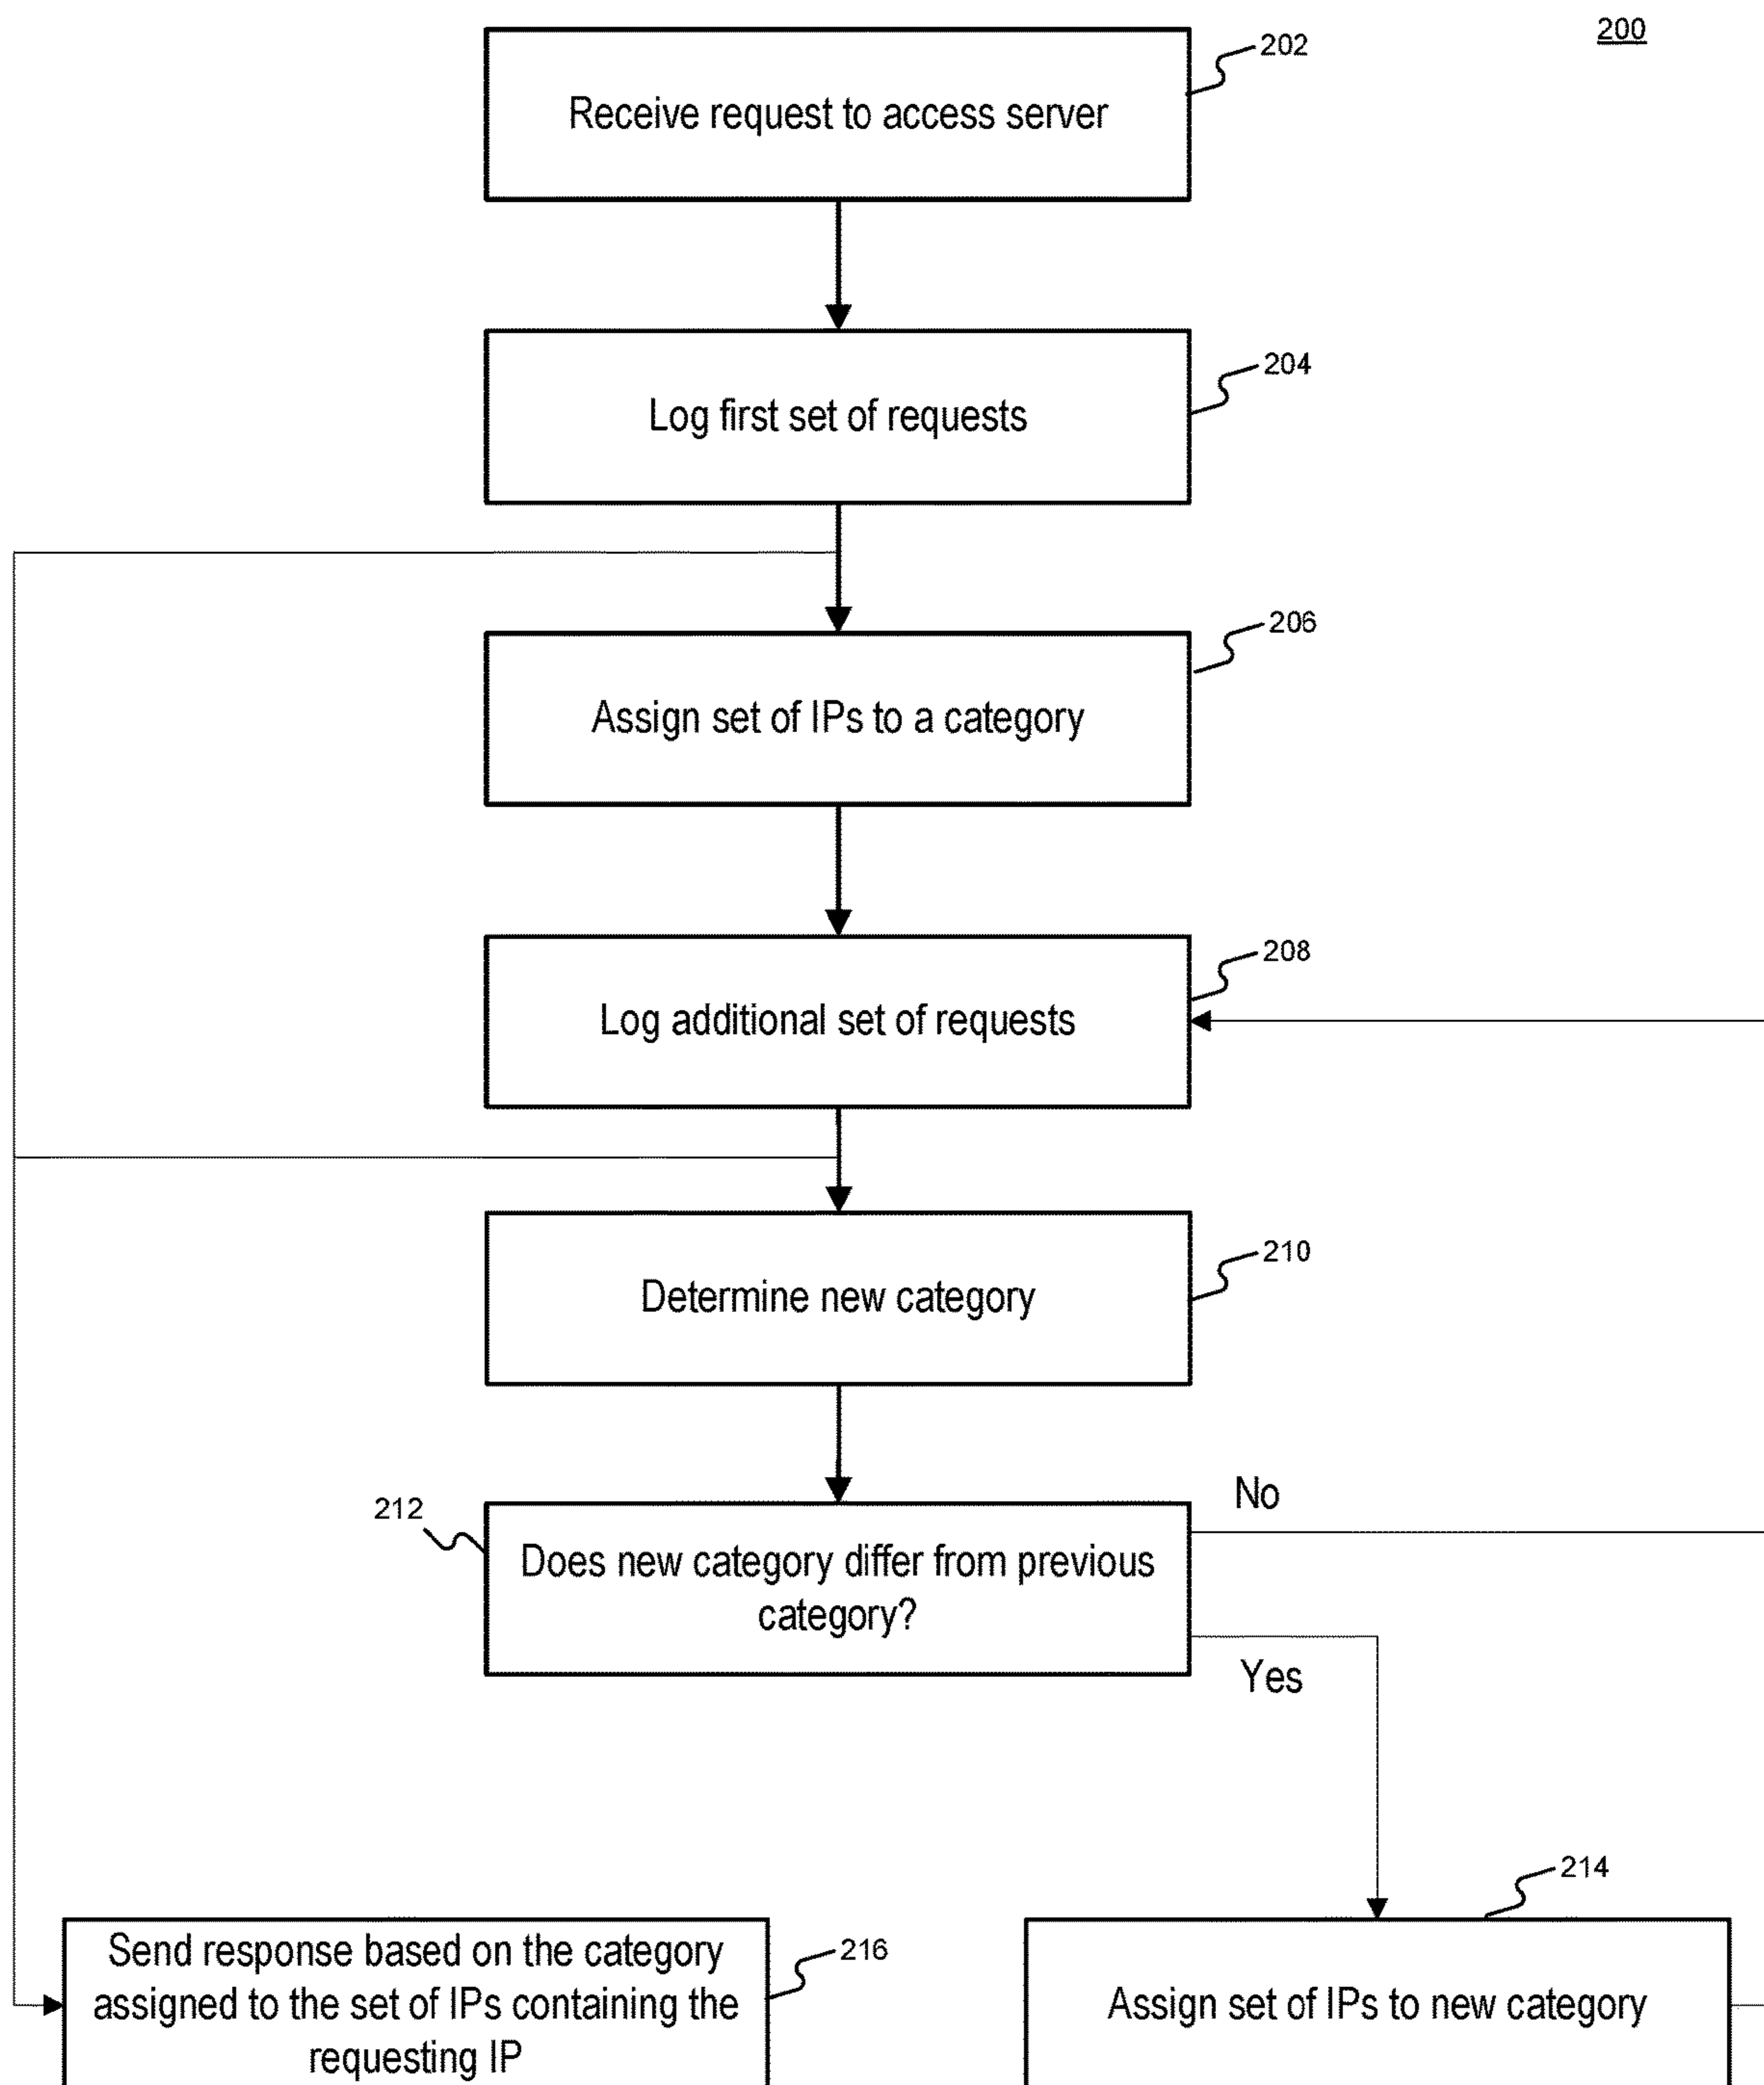 200
202
Receive request to access server
204
Log first set of requests
206
Assign set of IPs to a category
208
Log additional set of requests
210
Determine new category
212
No
Does new category differ from previous
category?
Yes
214
Send response based on the category
assigned to the set of IPs containing the
requesting IP
216
Assign set of IPs to new category